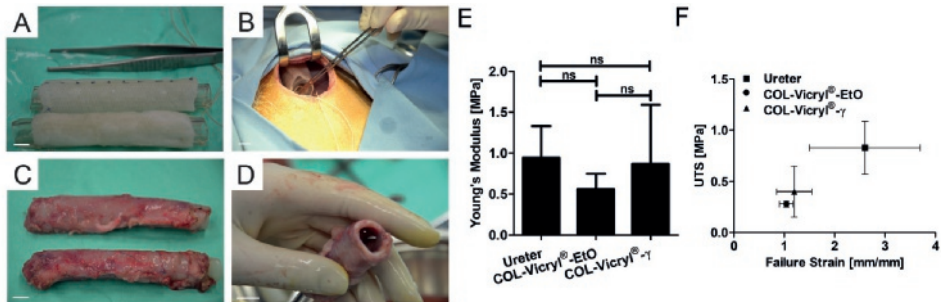 A
B
C
D
E
Young's Modulus [MPa]
2.0
1.5
1.0
0.5
0.0
ns
ns
ns
Ureter
COL-Vicryl®-EtO
COL-Vicryl®-γ
F
UTS [MPa]
1.5
1.0
0.5
0.0
Ureter
COL-Vicryl®-EtO
COL-Vicryl®-γ
0 1 2 3 4
Failure Strain [mm/mm]